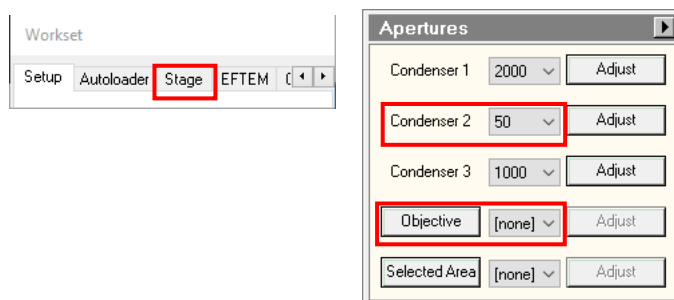 Workset
Setup Autoloader Stage EFTEM
Apertures
Condenser 1 2000 Adjust
Condenser 2 50 Adjust
Condenser 3 1000 Adjust
Objective [none] Adjust
Selected Area [none] Adjust